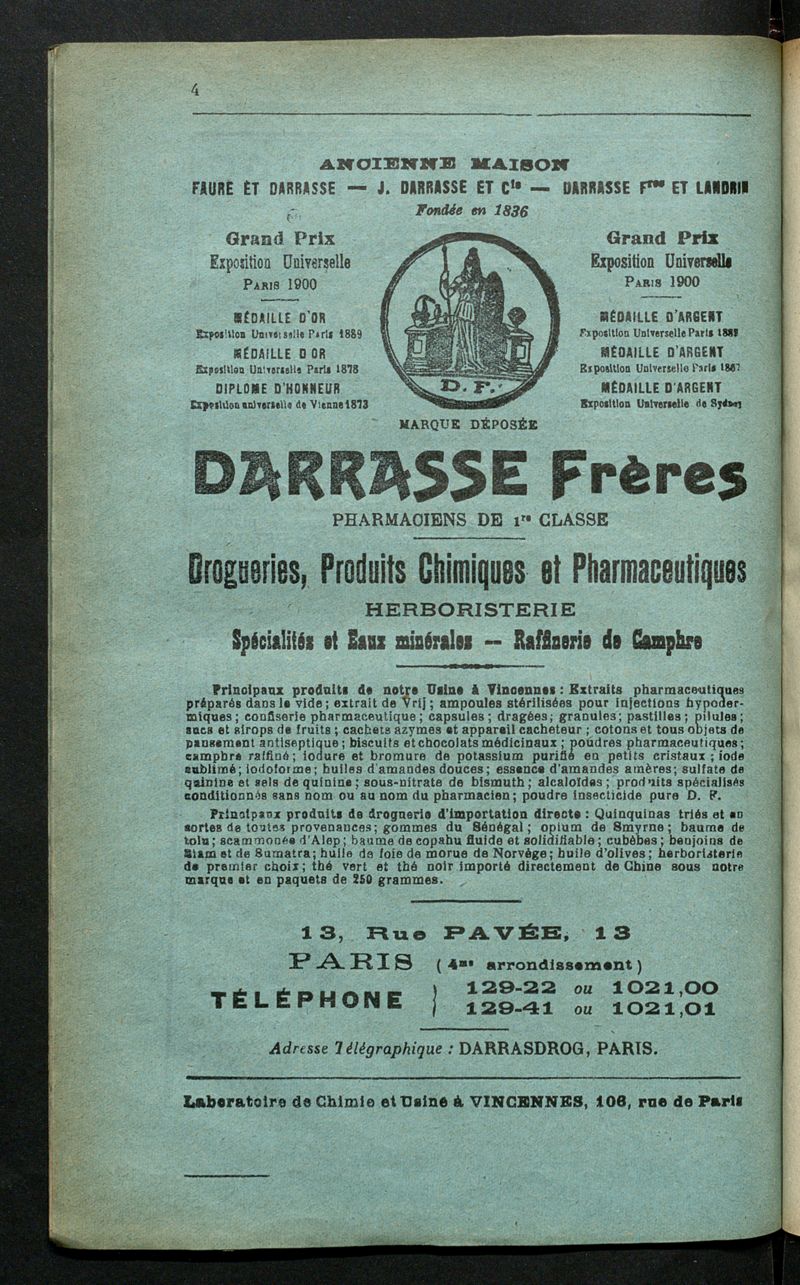 4
ANCIENNE MAISON
FAURE ET DARRASSE — J. DARRASSE ET Cie — DARRASSE Fres ET LANDRIN
Fondée en 1836
Grand Prix
Exposition Universelle
PARIS 1900
MÉDAILLE D'OR
Exposition Universelle Paris 1889
MÉDAILLE D OR
Exposition Universelle Paris 1878
DIPLOME D'HONNEUR
Exposition universelle de Vienne 1873
D. F.
MARQUE DÉPOSÉE
Grand Prix
Exposition Universelle
PARIS 1900
MÉDAILLE D'ARGENT
Exposition Universelle Paris
MÉDAILLE D'ARGENT
Exposition Universelle Paris 1867
MÉDAILLE D'ARGENT
Exposition Universelle de Sydney
DARRASSE Frères
PHARMACIENS DE 1re CLASSE
Drogueries, Produits Chimiques et Pharmaceutiques
HERBORISTERIE
Spécialités et Eaux minérales — Raffinerie de Camphre
Principaux produits de notre Usine à Vincennes : Extraits pharmaceutiques
préparés dans le vide ; extrait de Vrij ; ampoules stérilisées pour injections hypoder-
miques ; confiserie pharmaceutique ; capsules ; dragées ; granules ; pastilles ; pilules ;
sucs et sirops de fruits ; cachets azymes et appareil cacheteur ; cotons et tous objets de
pansement antiseptique ; biscuits et chocolats médicinaux ; poudres pharmaceutiques ;
camphre raffiné ; iodure et bromure de potassium purifié en petits cristaux ; iode
sublimé ; iodoforme ; huiles d'amandes douces ; essence d'amandes amères ; sulfate de
quinine et sels de quinine ; sous-nitrate de bismuth ; alcaloïdes ; produits spécialisés
conditionnés sans nom ou au nom du pharmacien ; poudre insecticide pure D. F.
Principaux produits de droguerie d'importation directe : Quinquinas triés et en
sortes de toutes provenances ; gommes du Sénégal ; opium de Smyrne ; baume de
tolu ; scammonée d'Alep ; baume de copahu fluide et solidifiable ; cubèbes ; benjoins de
Siam et de Sumatra ; huile de foie de morue de Norvège ; huile d'olives ; herboristerie
de premier choix ; thé vert et thé noir importé directement de Chine sous notre
marque et en paquets de 250 grammes.
13, Rue PAVÉE, 13
PARIS (4me arrondissement)
TÉLÉPHONE } 129-22 ou 1021,00
129-41 ou 1021,01
Adresse Télégraphique : DARRASDROG, PARIS.
Laboratoire de Chimie et Usine à VINCENNES, 106, rue de Paris